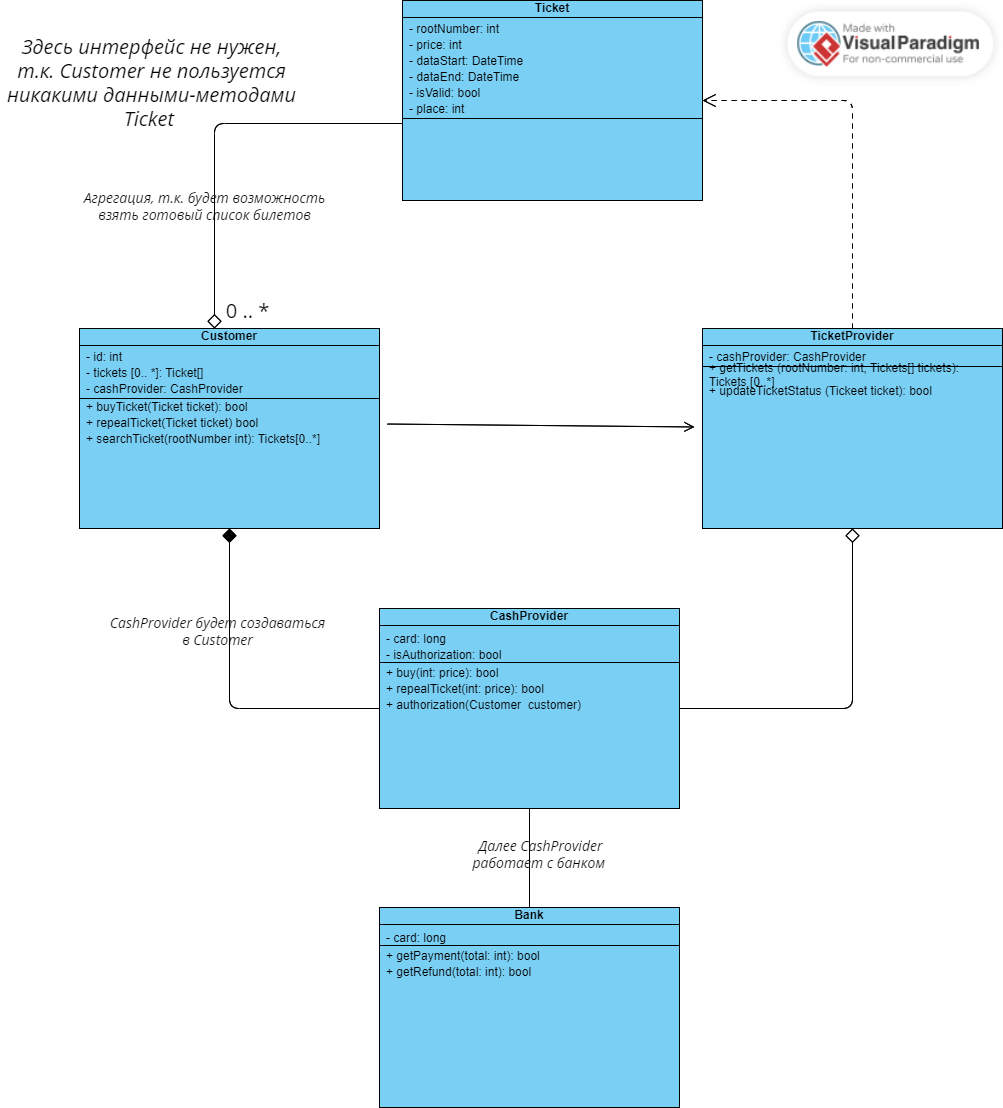 Ticket
- rootNumber: int
- price: int
- dataStart: DateTime
- dataEnd: DateTime
- isValid: bool
- place: int
Made with
VisualParadigm
For non-commercial use
Здесь интерфейс не нужен,
т.к. Customer не пользуется
никакими данными-методами
Ticket
Агрегация, т.к. будет возможность
взять готовый список билетов
0 .. *
Customer
- id: int
- tickets [0.. *]: Ticket[]
- cashProvider: CashProvider
+ buyTicket(Ticket ticket): bool
+ repealTicket(Ticket ticket) bool
+ searchTicket(rootNumber int): Tickets[0..*]
TicketProvider
- cashProvider: CashProvider
+ getTickets (rootNumber: int, Tickets[] tickets):
Tickets [0..*]
+ updateTicketStatus (Tickeet ticket): bool
CashProvider будет создаваться
в Customer
CashProvider
- card: long
- isAuthorization: bool
+ buy(int: price): bool
+ repealTicket(int: price): bool
+ authorization(Customer  customer)
Далее CashProvider
работает с банком
Bank
- card: long
+ getPayment(total: int): bool
+ getRefund(total: int): bool